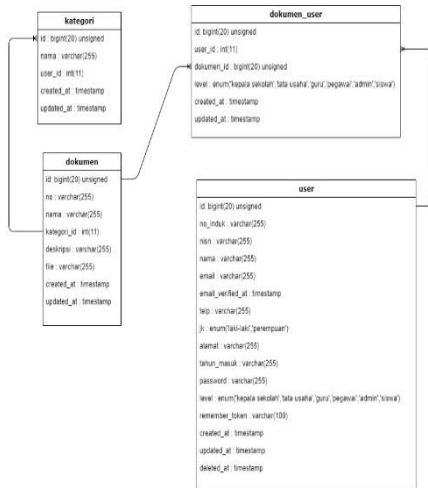 kategori
id : bigint(20) unsigned
nama : varchar(255)
user_id : int(11)
created_at : timestamp
updated_at : timestamp
dokumen_user
id: bigint(20) unsigned
user_id : int(11)
dokumen_id : bigint(20) unsigned
level : enum('kepala sekolah','tata usaha','guru','pegawai','admin','siswa')
created_at : timestamp
updated_at : timestamp
dokumen
id: bigint(20) unsigned
no : varchar(255)
nama : varchar(255)
kategori_id : int(11)
deskripsi : varchar(255)
file : varchar(255)
created_at : timestamp
updated_at : timestamp
user
id: bigint(20) unsigned
no_induk : varchar(255)
nisn : varchar(255)
nama : varchar(255)
email : varchar(255)
email_verified_at : timestamp
telp : varchar(255)
jk : enum('laki-laki','perempuan')
alamat : varchar(255)
tahun_masuk : varchar(255)
password : varchar(255)
level : enum('kepala sekolah','tata usaha','guru','pegawai','admin','siswa')
remember_token : varchar(100)
created_at : timestamp
updated_at : timestamp
deleted_at : timestamp